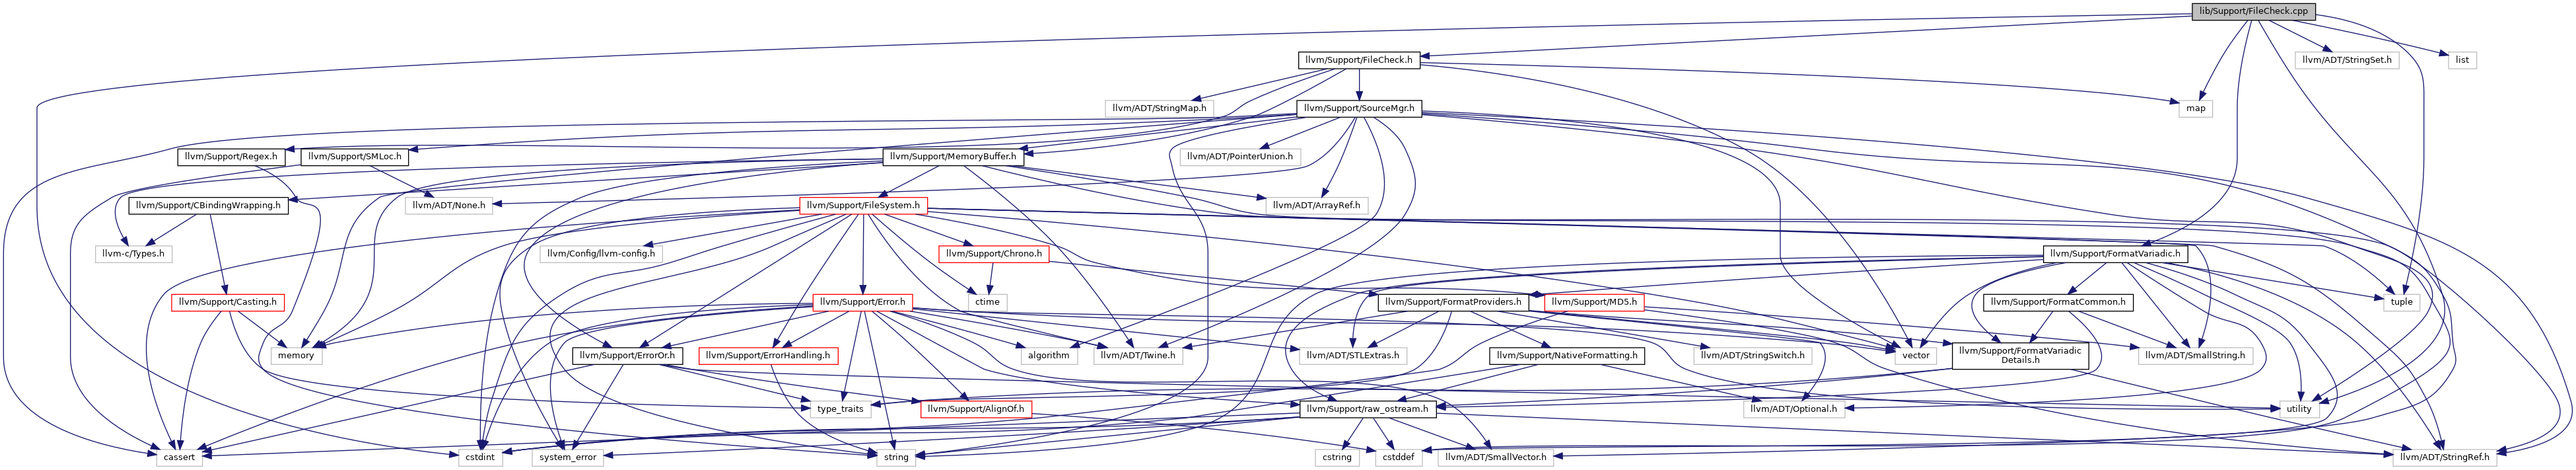 lib/Support/FileCheck.cpp
llvm/Support/FileCheck.h
llvm/ADT/StringSet.h
list
llvm/ADT/StringMap.h
llvm/Support/SourceMgr.h
map
llvm/Support/Regex.h
llvm/Support/SMLoc.h
llvm/Support/MemoryBuffer.h
llvm/ADT/PointerUnion.h
llvm/Support/CBindingWrapping.h
llvm/ADT/None.h
llvm/Support/FileSystem.h
llvm/ADT/ArrayRef.h
llvm-c/Types.h
llvm/Config/llvm-config.h
llvm/Support/Chrono.h
llvm/Support/FormatVariadic.h
llvm/Support/Casting.h
llvm/Support/Error.h
ctime
llvm/Support/FormatProviders.h
llvm/Support/MD5.h
llvm/Support/FormatCommon.h
tuple
memory
llvm/Support/ErrorOr.h
llvm/Support/ErrorHandling.h
algorithm
llvm/ADT/Twine.h
llvm/ADT/STLExtras.h
llvm/Support/NativeFormatting.h
llvm/ADT/StringSwitch.h
vector
llvm/Support/FormatVariadic
Details.h
llvm/ADT/SmallString.h
type_traits
llvm/Support/AlignOf.h
llvm/Support/raw_ostream.h
llvm/ADT/Optional.h
utility
cassert
cstdint
system_error
string
cstring
cstddef
llvm/ADT/SmallVector.h
llvm/ADT/StringRef.h